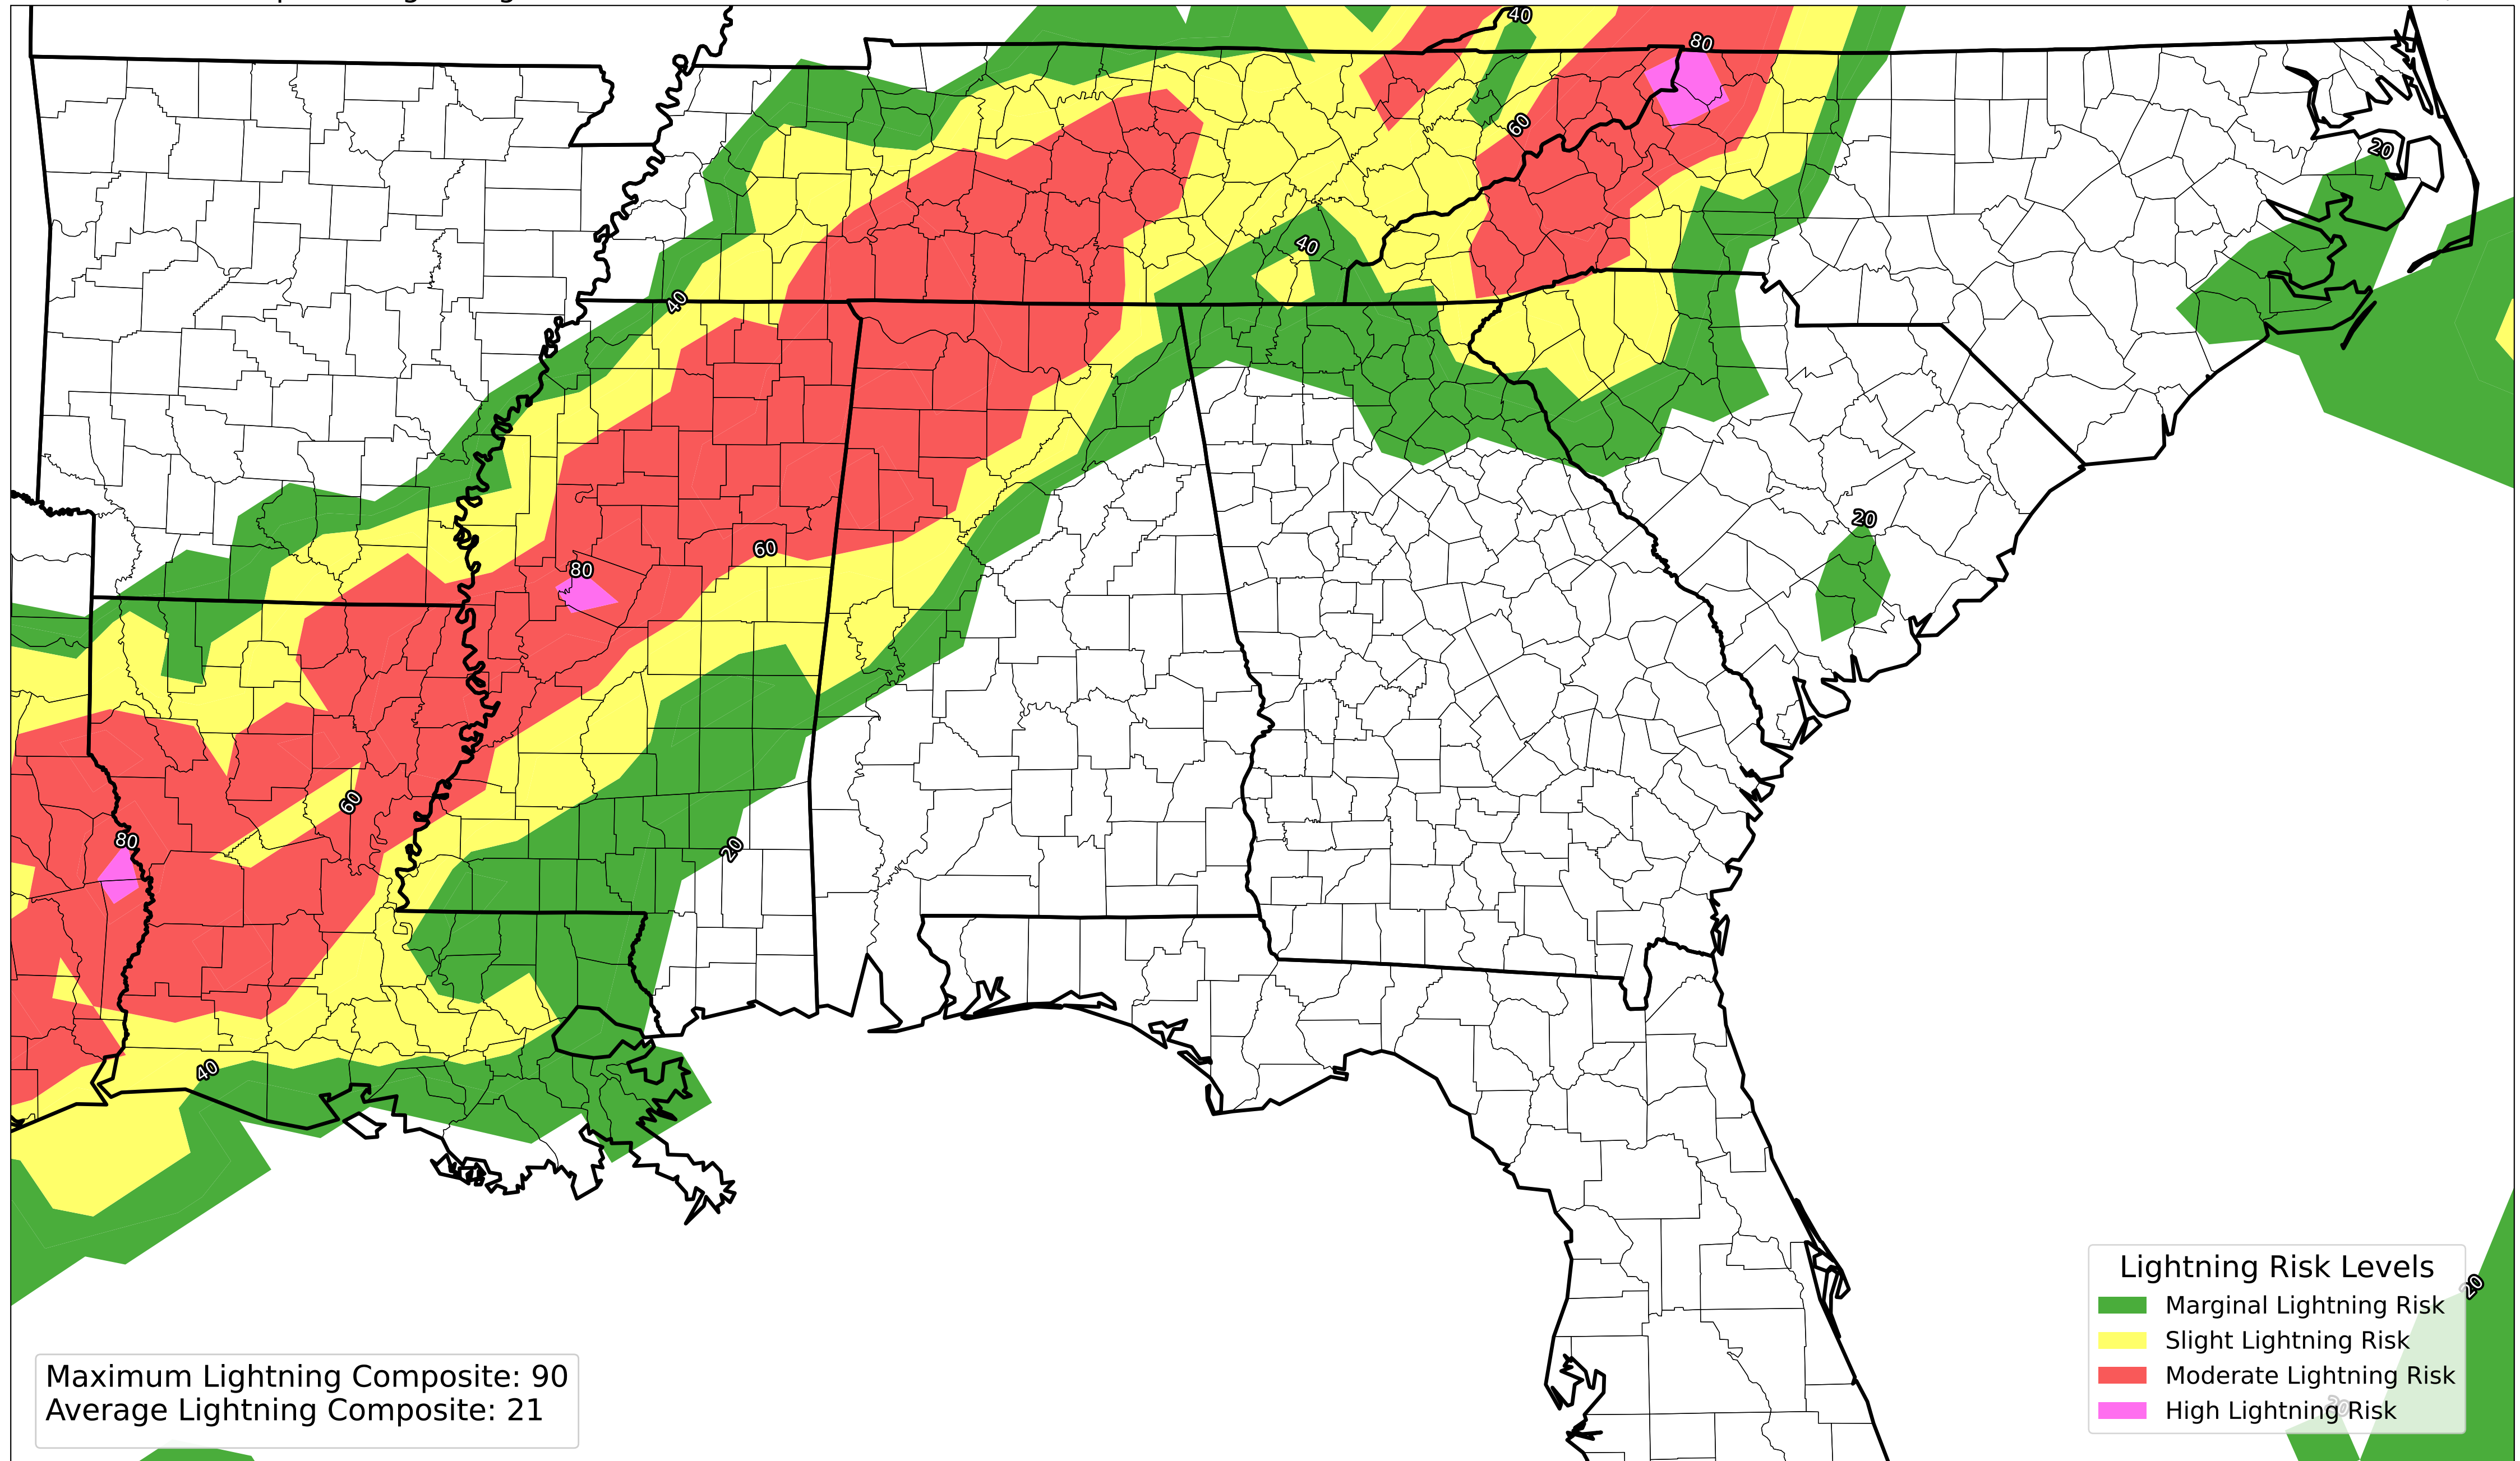 40
80
60
20
40
40
20
80
60
60
80
20
40
20
20
Lightning Risk Levels
Marginal Lightning Risk
Slight Lightning Risk
Moderate Lightning Risk
High Lightning Risk
Maximum Lightning Composite: 90
Average Lightning Composite: 21